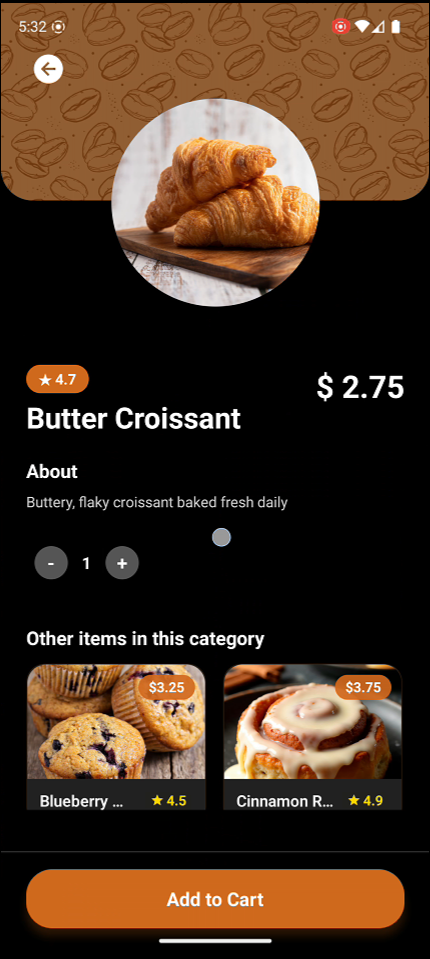 5:32
★ 4.7
$ 2.75
Butter Croissant
About
Buttery, flaky croissant baked fresh daily
- 1 +
Other items in this category
$3.25
$3.75
Blueberry ...
★ 4.5
Cinnamon R...
★ 4.9
Add to Cart